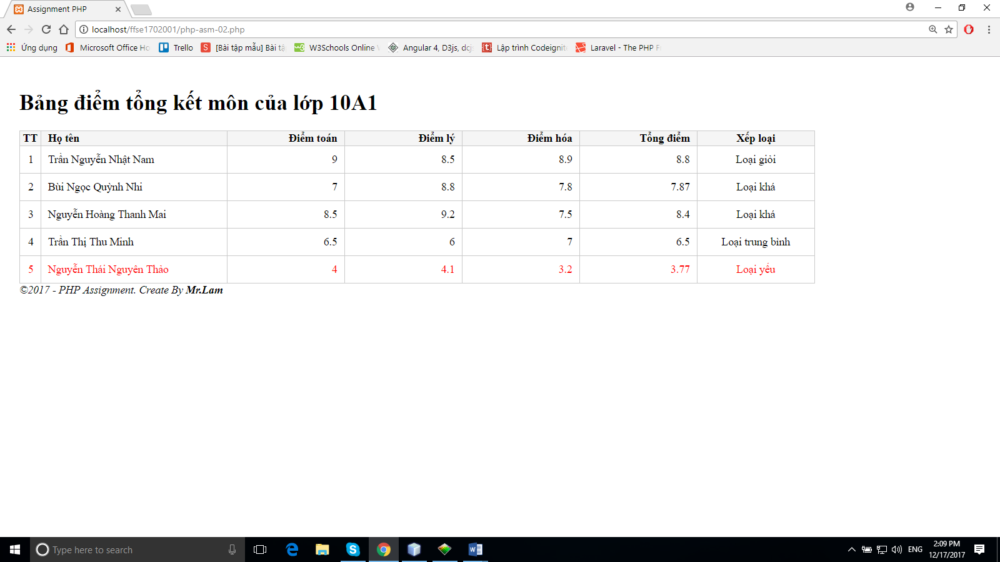 Assignment PHP
localhost/ffse1702001/php-asm-02.php
Ứng dụng Microsoft Office Ho Trello [Bài tập mẫu] Bài tậ W3Schools Online Angular 4, D3js, dcjs Lập trình Codeignite Laravel - The PHP F
Bảng điểm tổng kết môn của lớp 10A1
TT Họ tên Điểm toán Điểm lý Điểm hóa Tổng điểm Xếp loại
1 Trần Nguyễn Nhật Nam 9 8.5 8.9 8.8 Loại giỏi
2 Bùi Ngọc Quỳnh Nhi 7 8.8 7.8 7.87 Loại khá
3 Nguyễn Hoàng Thanh Mai 8.5 9.2 7.5 8.4 Loại khá
4 Trần Thị Thu Minh 6.5 6 7 6.5 Loại trung bình
5 Nguyễn Thái Nguyên Thảo 4 4.1 3.2 3.77 Loại yếu
©2017 - PHP Assignment. Create By Mr.Lam
Type here to search
ENG
2:09 PM
12/17/2017